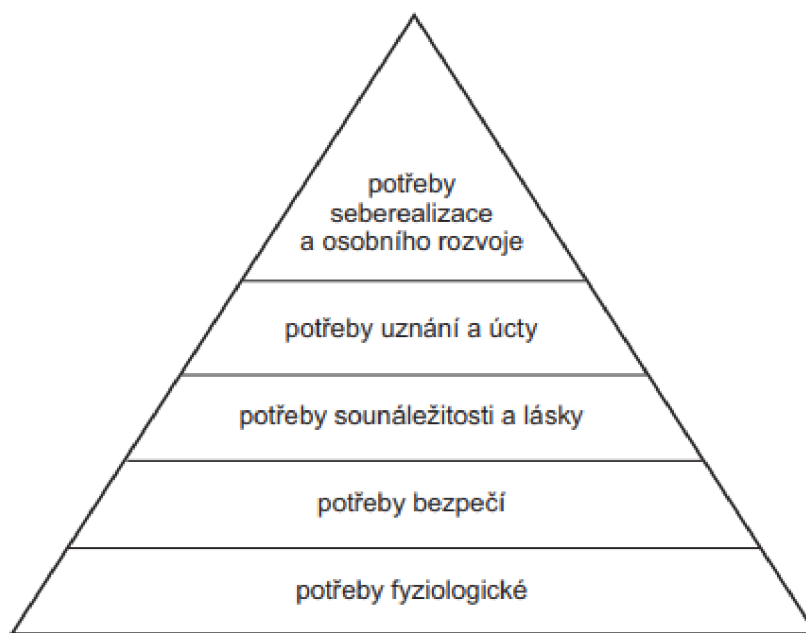 potřeby
seberealizace
a osobního rozvoje
potřeby uznání a úcty
potřeby sounáležitosti a lásky
potřeby bezpečí
potřeby fyziologické